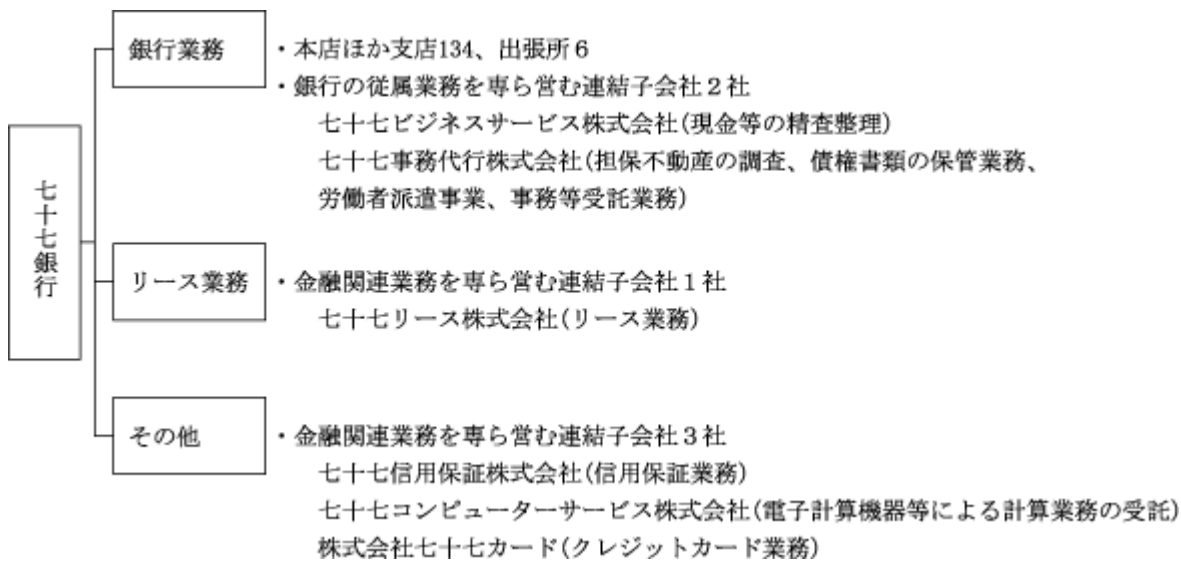 七十七銀行
銀行業務
・本店ほか支店134、出張所6
・銀行の従属業務を専ら営む連結子会社2社
七十七ビジネスサービス株式会社(現金等の精査整理)
七十七事務代行株式会社(担保不動産の調査、債権書類の保管業務、
労働者派遣事業、事務等受託業務)
リース業務
・金融関連業務を専ら営む連結子会社1社
七十七リース株式会社(リース業務)
その他
・金融関連業務を専ら営む連結子会社3社
七十七信用保証株式会社(信用保証業務)
七十七コンピューターサービス株式会社(電子計算機器等による計算業務の受託)
株式会社七十七カード(クレジットカード業務)